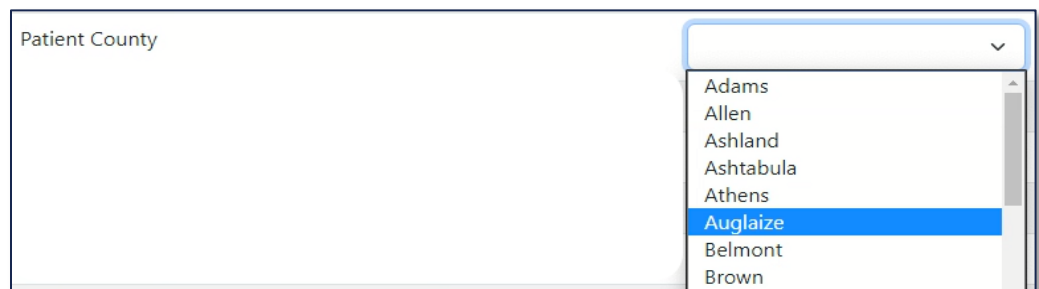 Patient County
Adams
Allen
Ashland
Ashtabula
Athens
Auglaize
Belmont
Brown